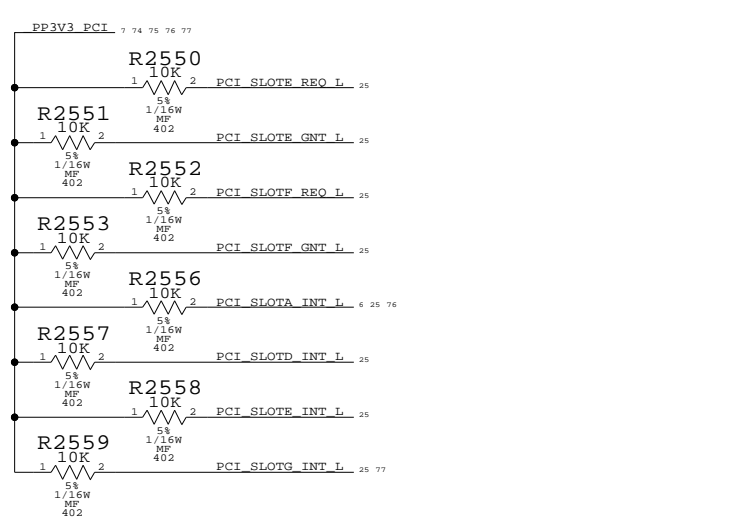 PP3V3_PCI 7 74 75 76 77
R2550
10K
1 2 PCI_SLOTE_REQ_L 25
5%
1/16W
MF
402
R2551
10K
1 2 PCI_SLOTE_GNT_L 25
5%
1/16W
MF
402
R2552
10K
1 2 PCI_SLOTF_REQ_L 25
5%
1/16W
MF
402
R2553
10K
1 2 PCI_SLOTF_GNT_L 25
5%
1/16W
MF
402
R2556
10K
1 2 PCI_SLOTA_INT_L 6 25 76
5%
1/16W
MF
402
R2557
10K
1 2 PCI_SLOTD_INT_L 25
5%
1/16W
MF
402
R2558
10K
1 2 PCI_SLOTE_INT_L 25
5%
1/16W
MF
402
R2559
10K
1 2 PCI_SLOTG_INT_L 25 77
5%
1/16W
MF
402